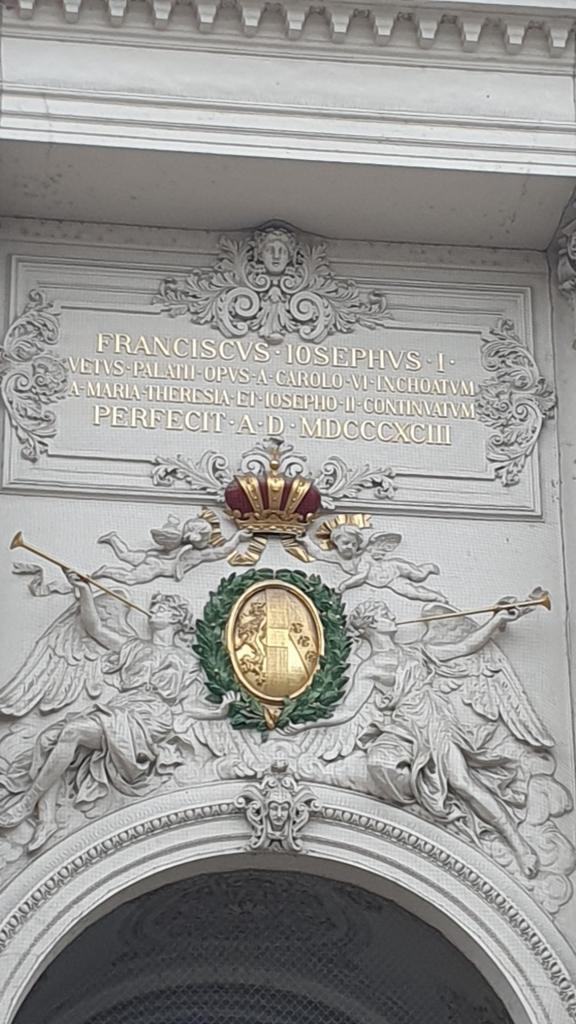 FRANCISCVS · IOSEPHVS · I ·
VETVS · PALATII · OPVS · A · CAROLO · VI · INCHOATVM
A · MARIA · THERESIA · ET · IOSEPHO · II · CONTINVATVM
PERFECIT · A · D · MDCCCXCIII